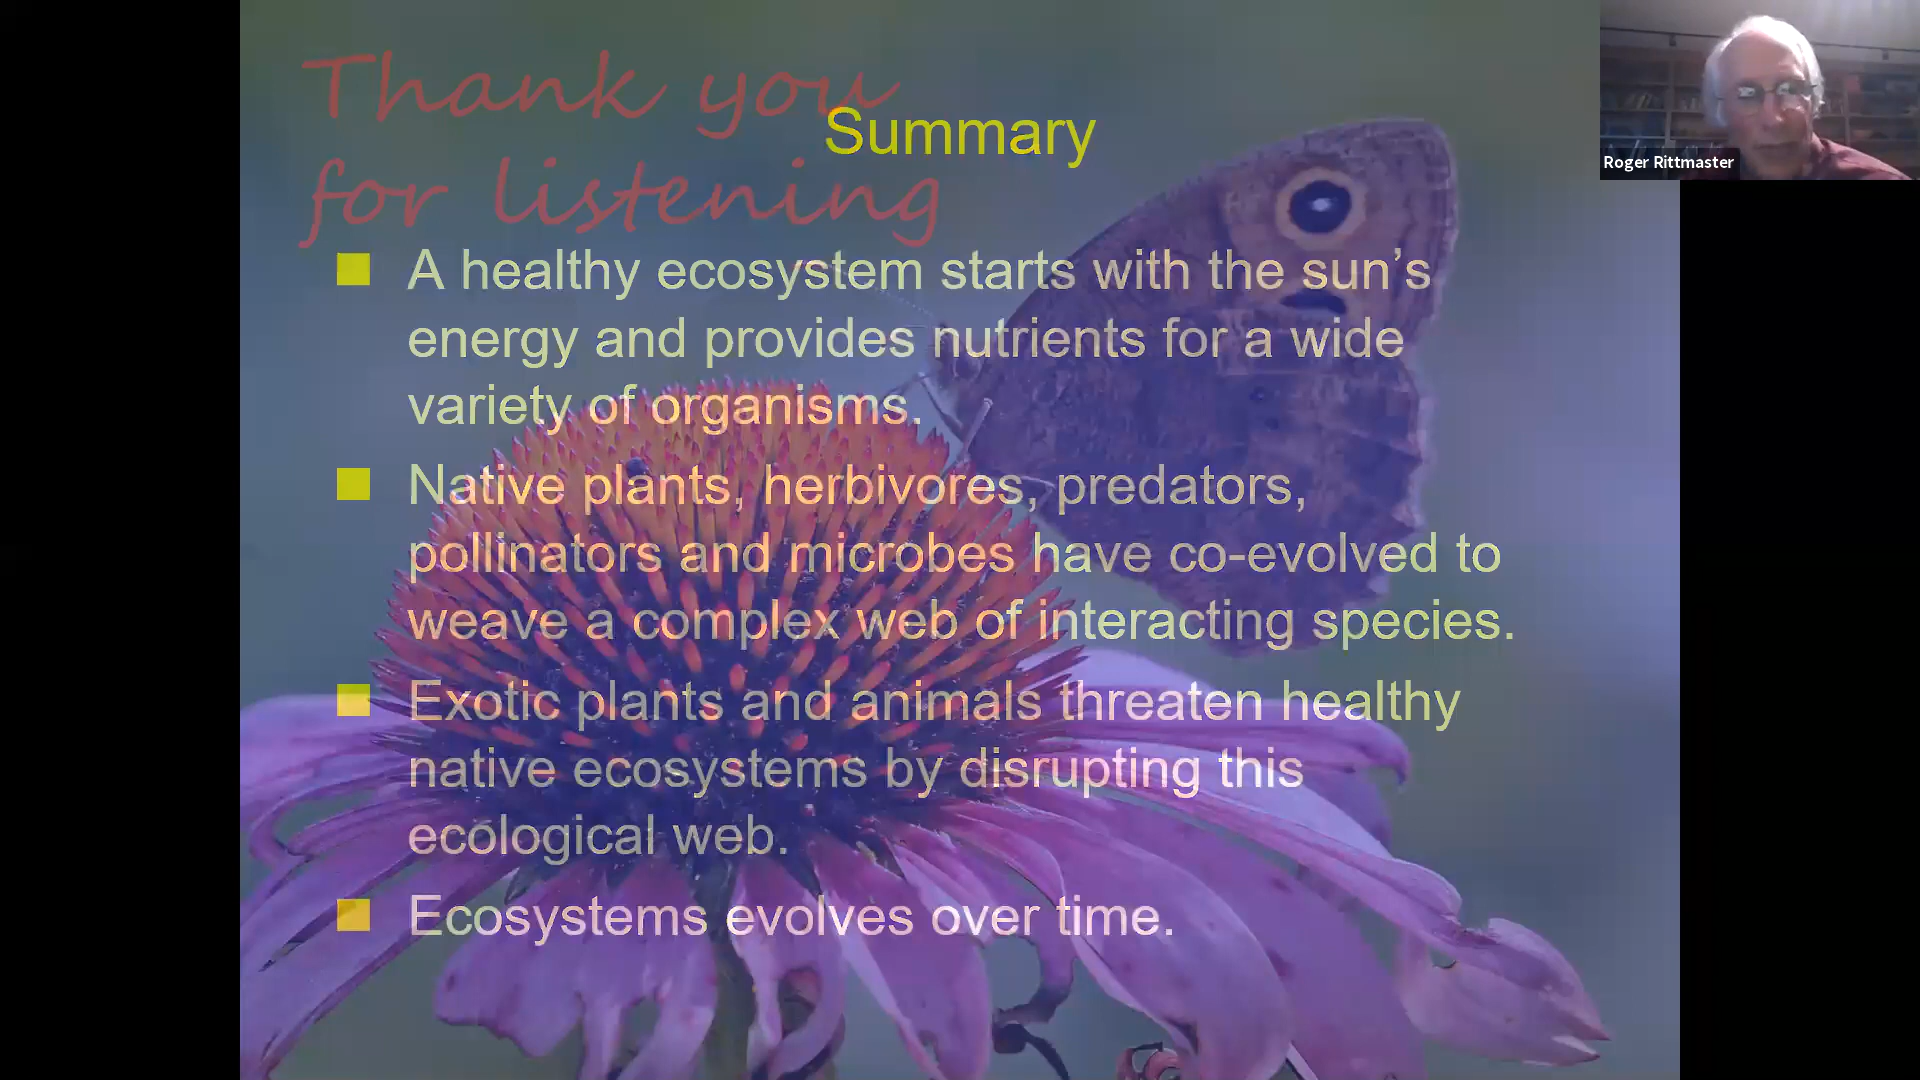 Thank you
for listening
Summary
A healthy ecosystem starts with the sun’s
energy and provides nutrients for a wide
variety of organisms.
Native plants, herbivores, predators,
pollinators and microbes have co-evolved to
weave a complex web of interacting species.
Exotic plants and animals threaten healthy
native ecosystems by disrupting this
ecological web.
Ecosystems evolves over time.
Roger Rittmaster